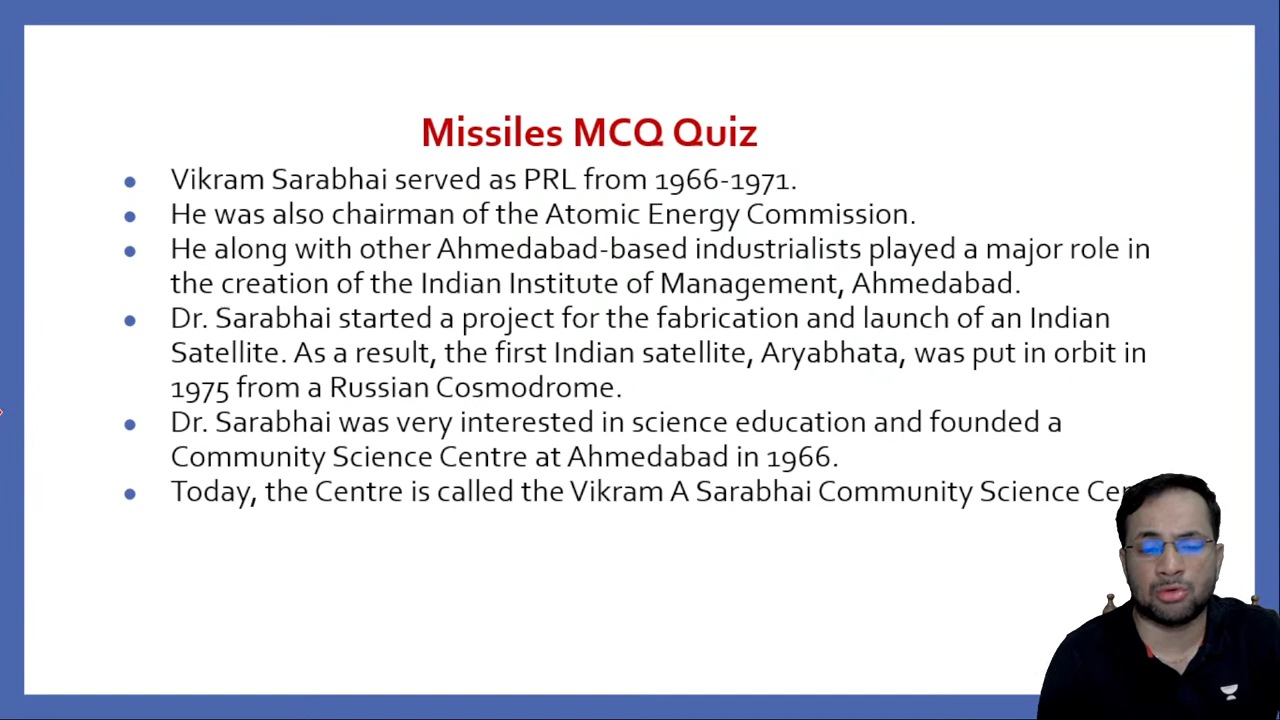 Missiles MCQ Quiz
• Vikram Sarabhai served as PRL from 1966-1971.
• He was also chairman of the Atomic Energy Commission.
• He along with other Ahmedabad-based industrialists played a major role in
the creation of the Indian Institute of Management, Ahmedabad.
• Dr. Sarabhai started a project for the fabrication and launch of an Indian
Satellite. As a result, the first Indian satellite, Aryabhata, was put in orbit in
1975 from a Russian Cosmodrome.
• Dr. Sarabhai was very interested in science education and founded a
Community Science Centre at Ahmedabad in 1966.
• Today, the Centre is called the Vikram A Sarabhai Community Science